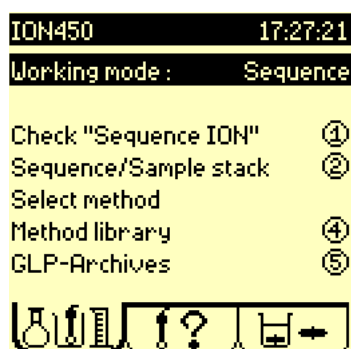 ION450 17:27:21
Working mode : Sequence
Check "Sequence ION" ①
Sequence/Sample stack ②
Select method
Method library ④
GLP-Archives ⑤
?